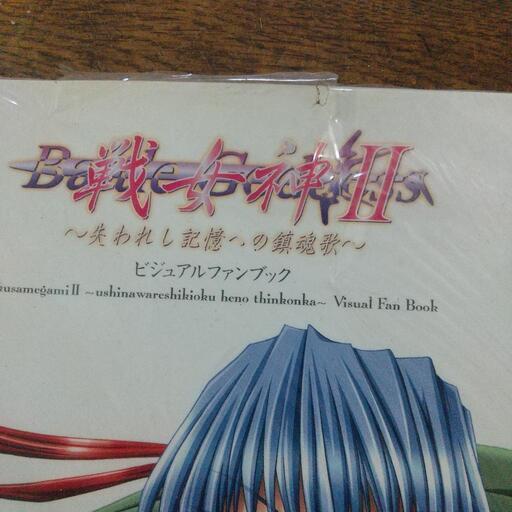 Battle Goddess
戦女神II
～失われし記憶への鎮魂歌～
ビジュアルファンブック
usamegamiII ~ushinawareshikioku heno thinkonka~ Visual Fan Book